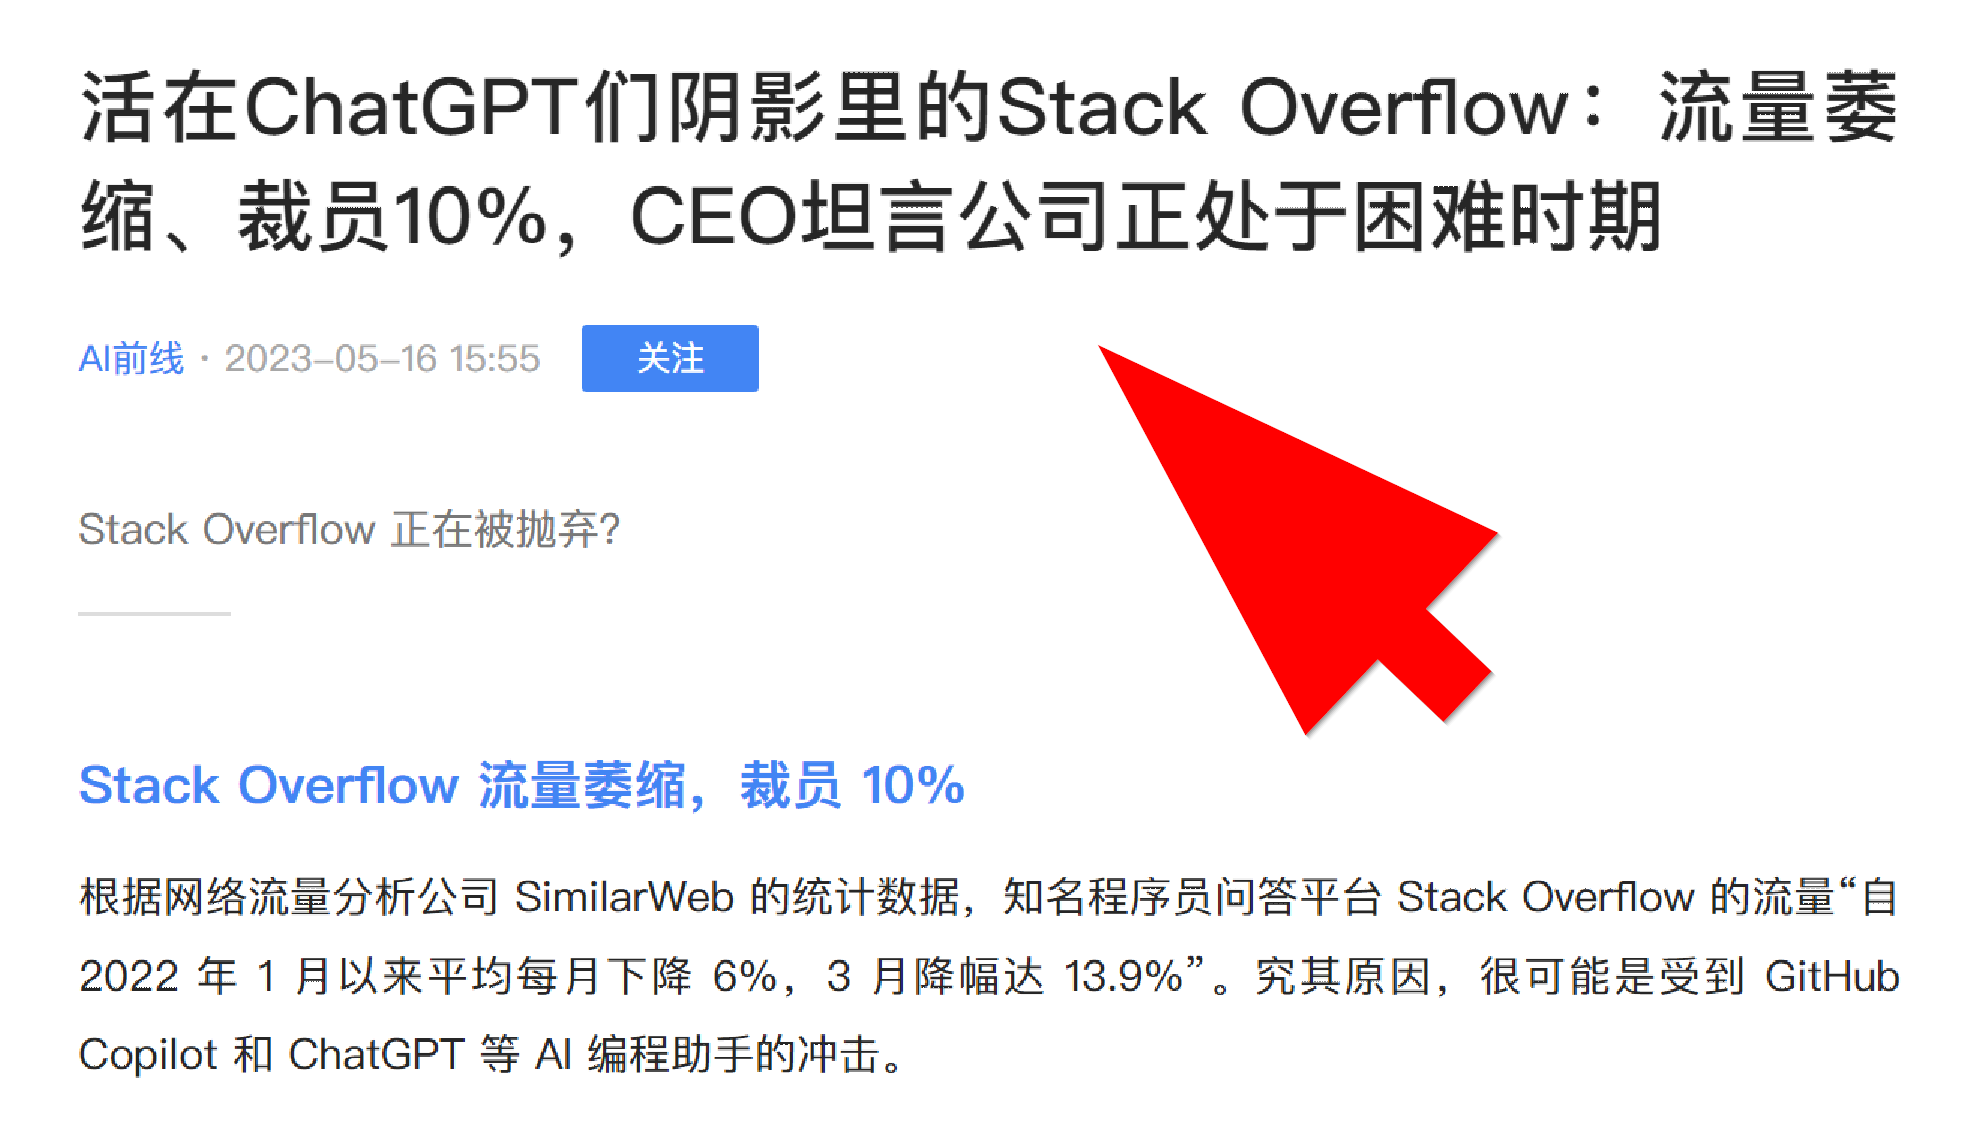 活在ChatGPT们阴影里的Stack Overflow：流量萎
缩、裁员10%，CEO坦言公司正处于困难时期
AI前线 · 2023-05-16 15:55 关注
Stack Overflow 正在被抛弃？
Stack Overflow 流量萎缩，裁员 10%
根据网络流量分析公司 SimilarWeb 的统计数据，知名程序员问答平台 Stack Overflow 的流量“自
2022 年 1 月以来平均每月下降 6%，3 月降幅达 13.9%”。究其原因，很可能是受到 GitHub
Copilot 和 ChatGPT 等 AI 编程助手的冲击。